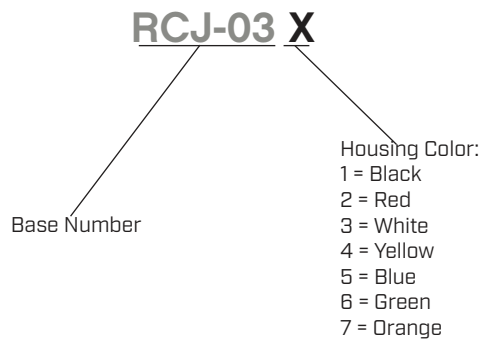 RCJ-03 X
Housing Color:
1 = Black
2 = Red
Base Number
3 = White
4 = Yellow
5 = Blue
6 = Green
7 = Orange